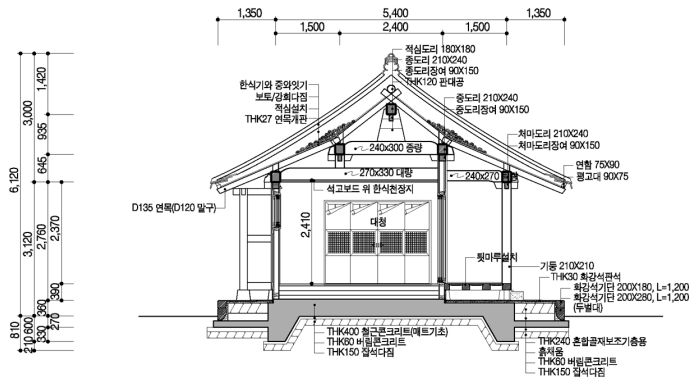 1,350
5,400
1,350
1,500
2,400
1,500
적심도리 180X180
종도리 210X240
종도리장여 90X150
THK120 판대공
한식기와 중와잇기
보토/강회다짐
적심설치
THK27 연목개판
중도리 210X240
중도리장여 90X150
처마도리 210X240
처마도리장여 90X150
240x300 중량
270x330 대량
240x270
연함 75X90
평고대 90X75
석고보드 위 한식천장지
D135 연목(D120 말구)
대청
2,410
툇마루설치
기둥 210X210
THK30 화강석판석
화강석기단 200X180, L=1,200
화강석기단 200X280, L=1,200
(두벌대)
THK400 철근콘크리트(매트기초)
THK60 버림콘크리트
THK150 잡석다짐
THK240 혼합골재보조기층용
흙채움
THK60 버림콘크리트
THK150 잡석다짐
6,120
810
3,000
3,120
600
210
1,420
935
645
2,760
360
330
2,370
390
270